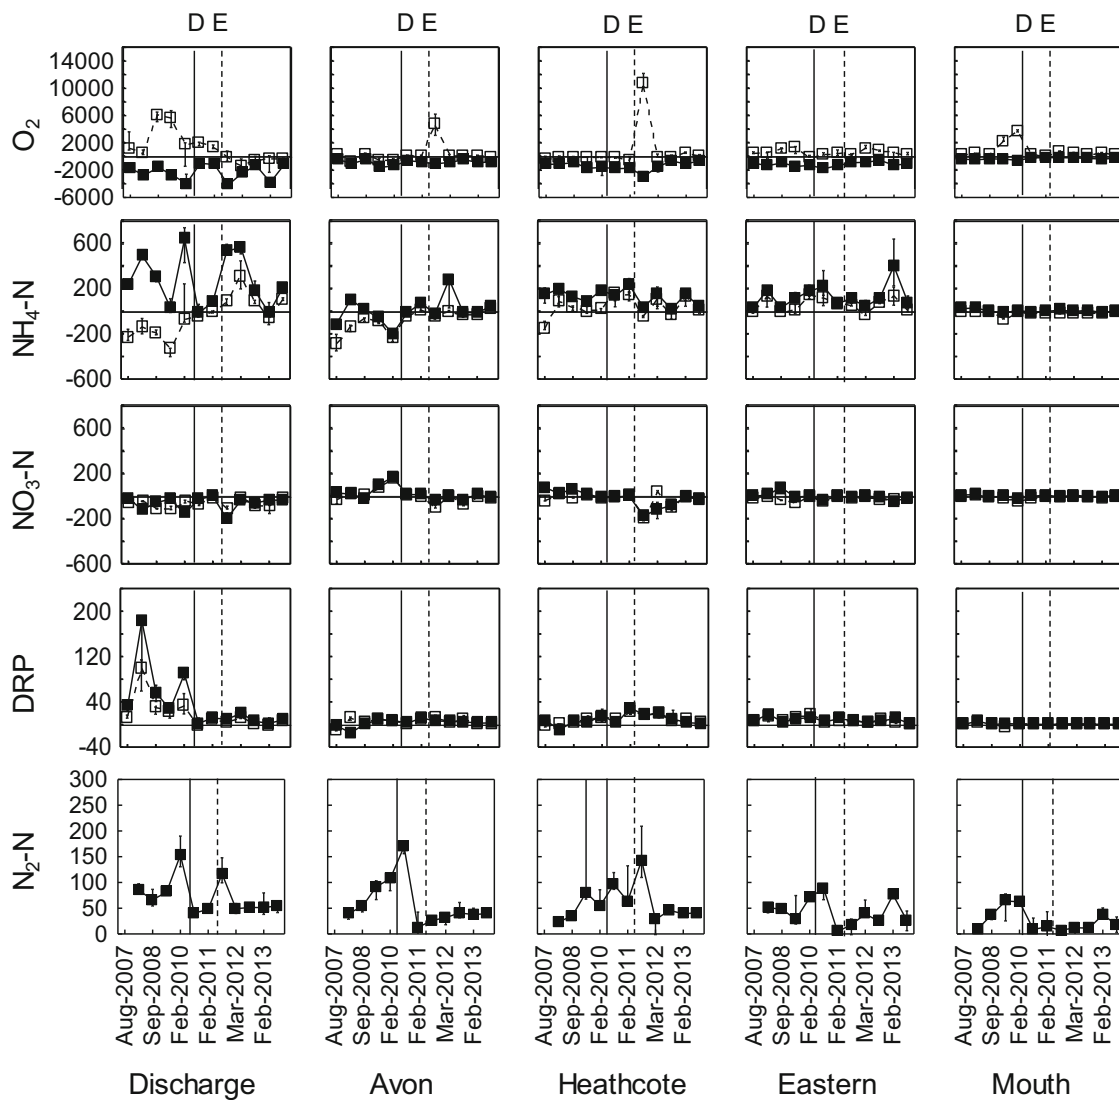 D E D E D E D E D E
O2
14000
10000
6000
2000
-2000
-6000
NH4-N
600
200
-200
-600
NO3-N
600
200
-200
-600
DRP
200
120
40
-40
N2-N
300
250
200
150
100
50
0
Aug-2007 Sep-2008 Feb-2010 Feb-2011 Mar-2012 Feb-2013
Aug-2007 Sep-2008 Feb-2010 Feb-2011 Mar-2012 Feb-2013
Aug-2007 Sep-2008 Feb-2010 Feb-2011 Mar-2012 Feb-2013
Aug-2007 Sep-2008 Feb-2010 Feb-2011 Mar-2012 Feb-2013
Aug-2007 Sep-2008 Feb-2010 Feb-2011 Mar-2012 Feb-2013
Discharge Avon Heathcote Eastern Mouth